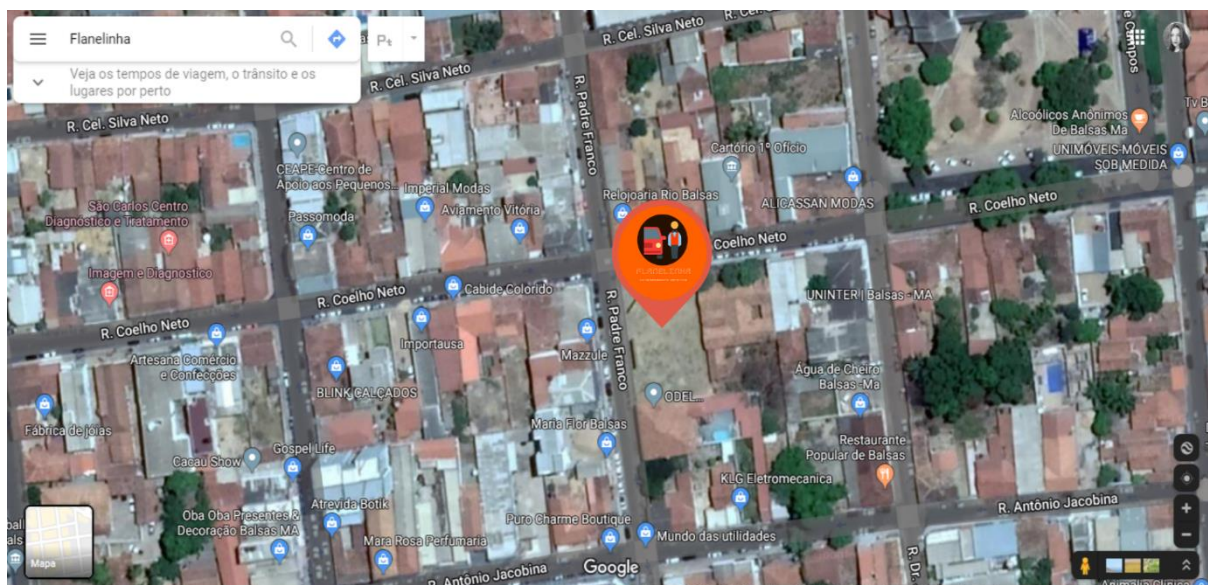 Flanelinha
Veja os tempos de viagem, o trânsito e os
lugares por perto
R. Cel. Silva Neto
R. Cel. Silva Neto
R. Cel. Silva Neto
R. Padre Franco
Alcoólicos Anônimos
De Balsas Ma
UNIMÓVEIS-MÓVEIS
SOB MEDIDA
Cartório 1º Ofício
CEAPE-Centro de
Apoio aos Pequenos...
Imperial Modas
Relojoaria Rio Balsas
ALICASSAN MODAS
R. Coelho Neto
São Carlos Centro
Diagnóstico e Tratamento
Passomoda
Aviamento Vitória
Coelho Neto
FLANELINHA
Imagem e Diagnostico
R. Coelho Neto
Cabide Colorido
UNINTER | Balsas - MA
R. Coelho Neto
R. Padre Franco
Importausa
Mazzule
Artesana Comércio
e Confecções
BLINK CALÇADOS
ODEL...
Água de Cheiro
Balsas -Ma
Fábrica de joias
Maria Flor Balsas
Cacau Show
Gospel Life
Restaurante
Popular de Balsas
KLG Eletromecanica
Oba Oba Presentes &
Decoração Balsas MA
Atrevida Botik
Puro Charme Boutique
R. Antônio Jacobina
Mundo das utilidades
Mara Rosa Perfumaria
Mapa
Google
R. Antônio Jacobina
R. Dr.